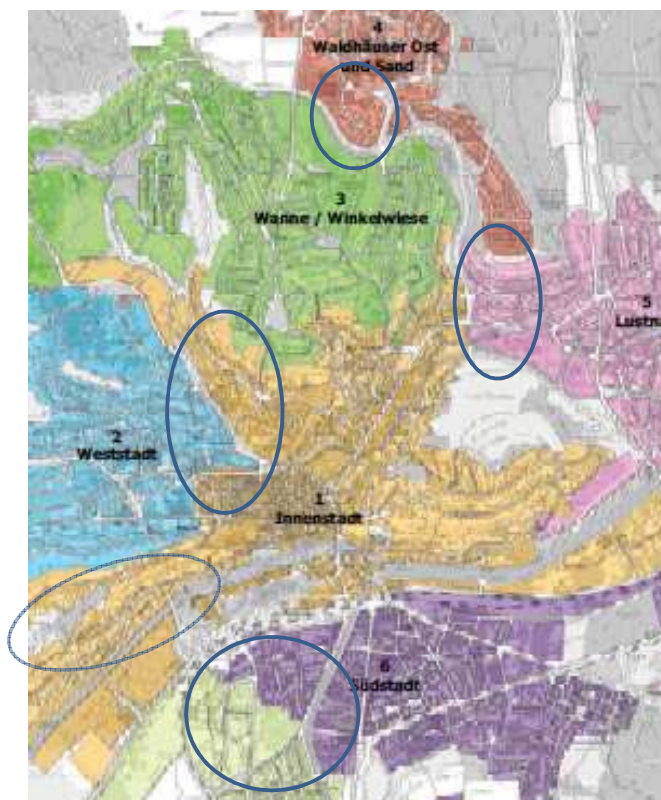 4
Waldhäuser Ost
und Sand
3
Wanne / Winkelwiese
5
2
Weststadt
1
Innenstadt
6
Südstadt